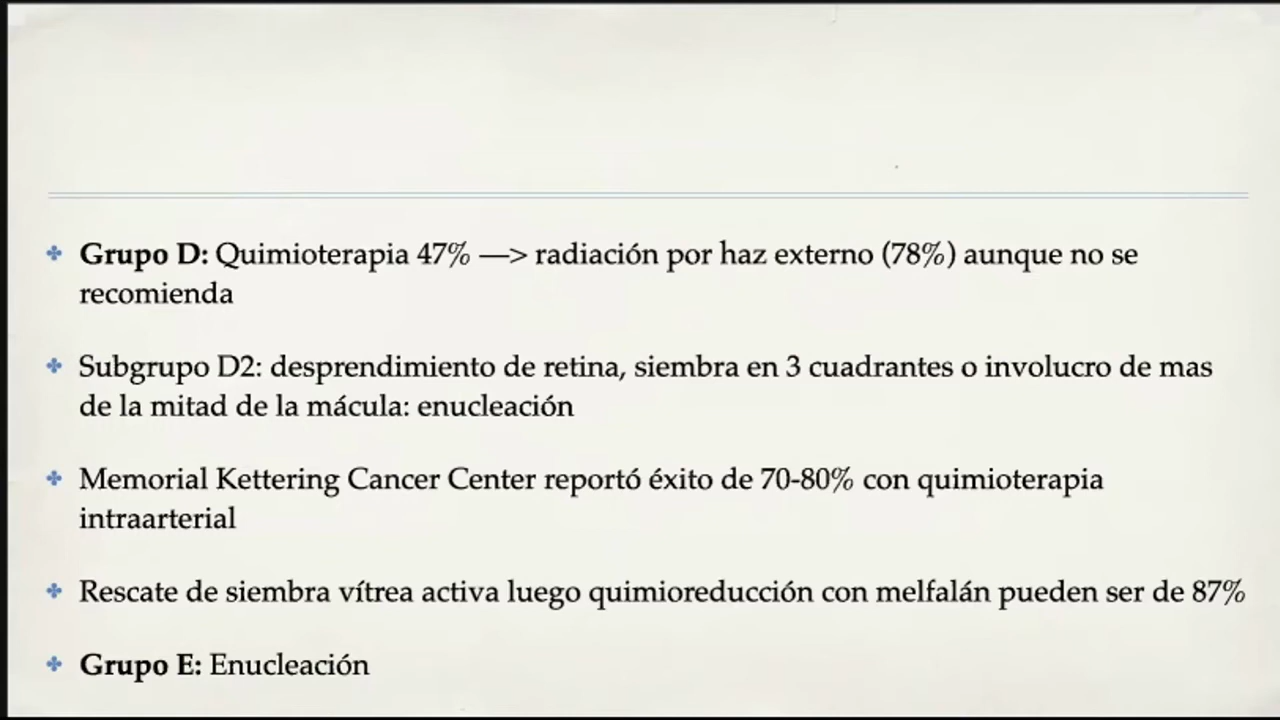 Grupo D: Quimioterapia 47% —> radiación por haz externo (78%) aunque no se
recomienda
Subgrupo D2: desprendimiento de retina, siembra en 3 cuadrantes o involucro de mas
de la mitad de la mácula: enucleación
Memorial Kettering Cancer Center reportó éxito de 70-80% con quimioterapia
intraarterial
Rescate de siembra vítrea activa luego quimioreducción con melfalán pueden ser de 87%
Grupo E: Enucleación